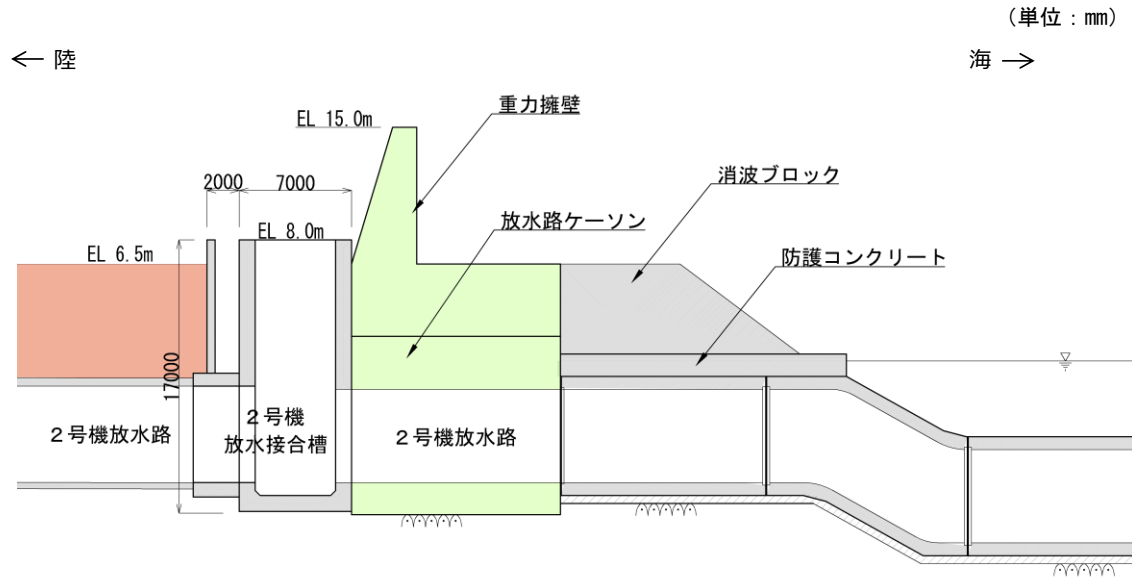 (単位:mm)
← 陸
海 →
重力擁壁
EL 15.0m
消波ブロック
2000
7000
放水路ケーソン
EL 8.0m
EL 6.5m
防護コンクリート
17000
2号機放水路
2号機
放水接合槽
2号機放水路